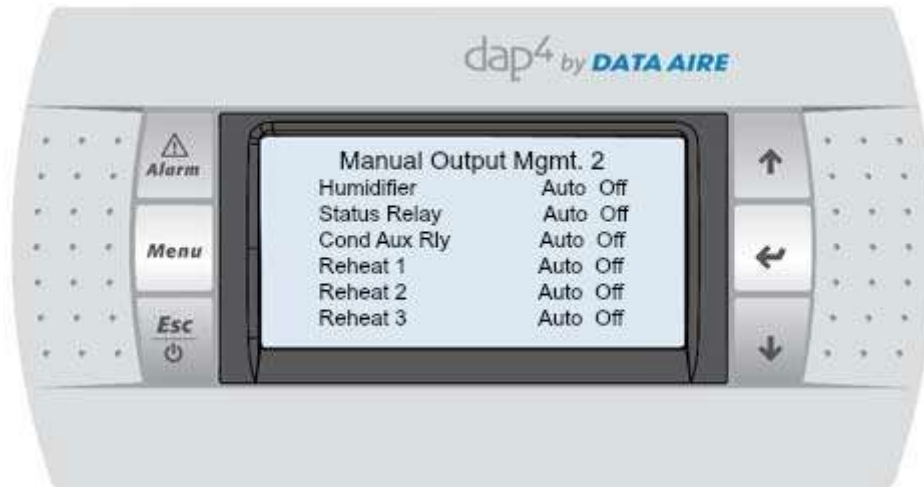 dap4 by DATA AIRE
Alarm
Menu
Esc
Manual Output Mgmt. 2
Humidifier Auto Off
Status Relay Auto Off
Cond Aux Rly Auto Off
Reheat 1 Auto Off
Reheat 2 Auto Off
Reheat 3 Auto Off